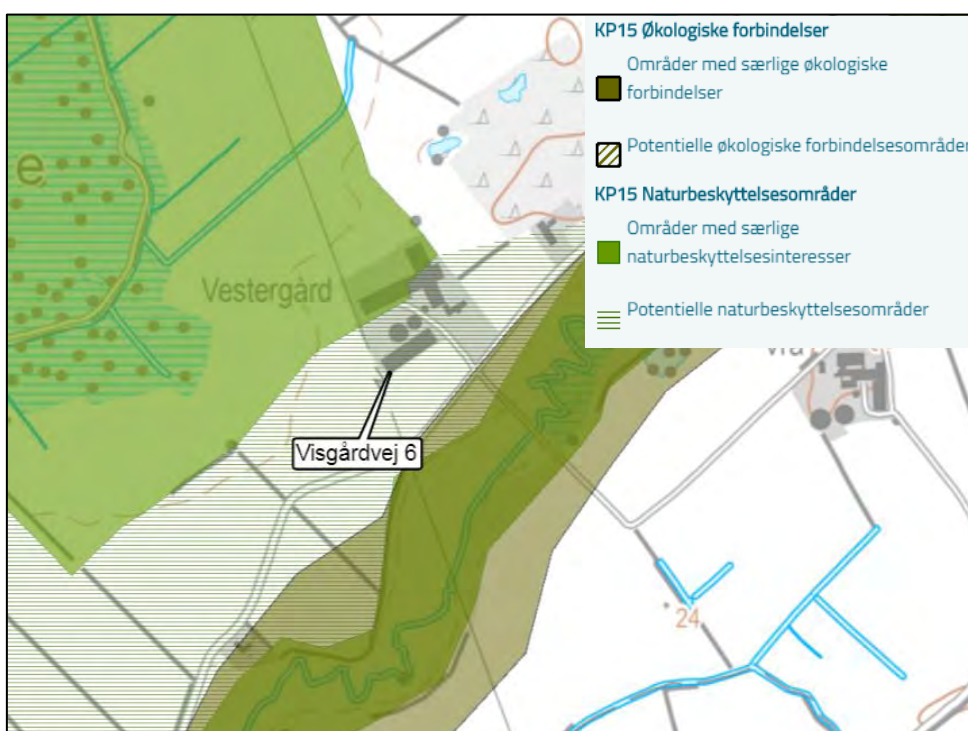 KP15 Økologiske forbindelser
Områder med særlige økologiske
forbindelser
Potentielle økologiske forbindelsesområder
KP15 Naturbeskyttelsesområder
Områder med særlige
naturbeskyttelsesinteresser
Potentielle naturbeskyttelsesområder
e
Vestergård
Visgårdvej 6
24